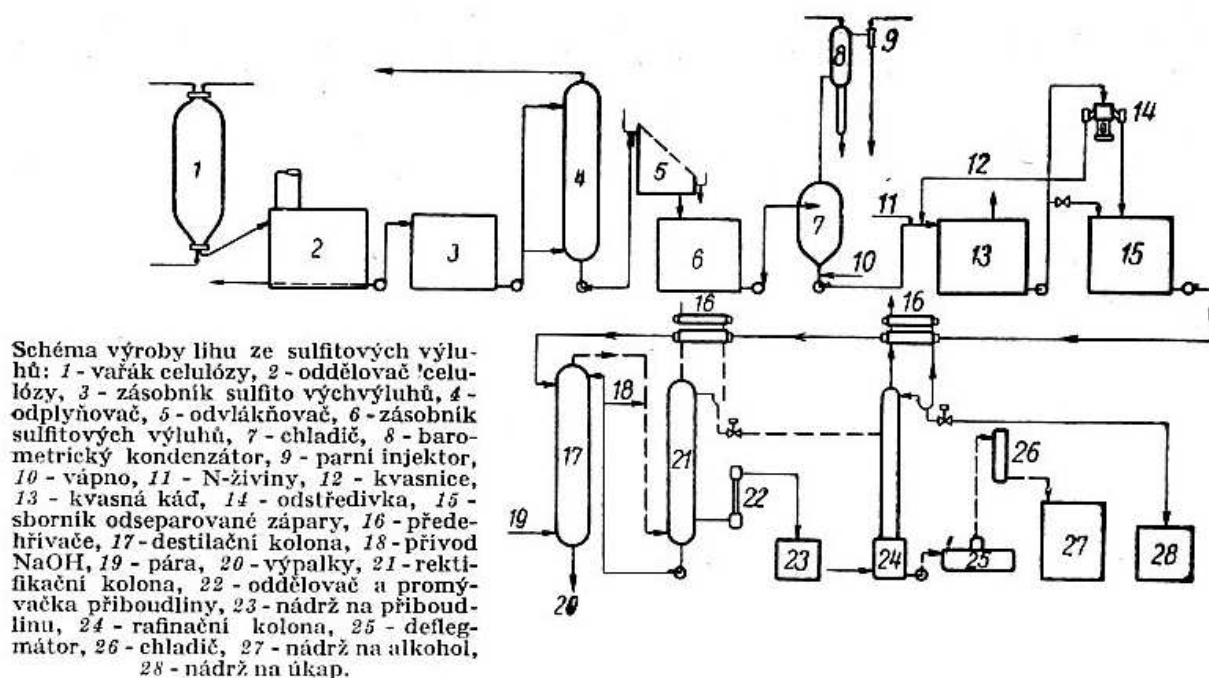 1
2
3
4
5
6
7
8
9
10
11
12
13
14
15
16
16
17
18
19
20
21
22
23
24
25
26
27
28
Schéma výroby lihu ze sulfitových výlu-
hů: 1 - vařák celulózy, 2 - oddělovač celu-
lózy, 3 - zásobník sulfito výchvýluhů, 4 -
odplyňovač, 5 - odvlákňovač, 6 - zásobník
sulfitových výluhů, 7 - chladič, 8 - baro-
metrický kondenzátor, 9 - parní injektor,
10 - vápno, 11 - N-živiny, 12 - kvasnice,
13 - kvasná káď, 14 - odstředivka, 15 -
sborník odseparované zápary, 16 - přede-
hřívače, 17 - destilační kolona, 18 - přívod
NaOH, 19 - pára, 20 - výpalky, 21 - rekti-
fikační kolona, 22 - oddělovač a promý-
vačka přiboudliny, 23 - nádrž na přiboud-
linu, 24 - rafinační kolona, 25 - defleg-
mátor, 26 - chladič, 27 - nádrž na alkohol,
28 - nádrž na úkap.